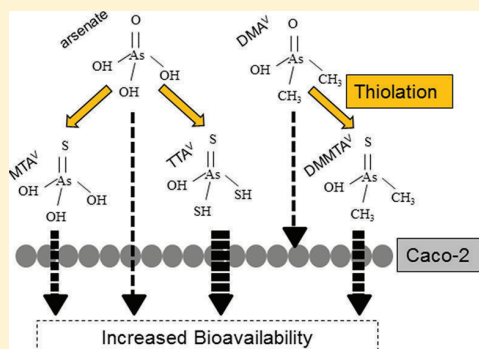 arsenate
O
As
OH
OH
OH
DMAⱽ
O
As
OH
CH₃
CH₃
Thiolation
MTAⱽ
S
As
OH
OH
OH
TTAⱽ
S
As
OH
SH
SH
DMMTAⱽ
S
As
OH
CH₃
CH₃
Caco-2
Increased Bioavailability